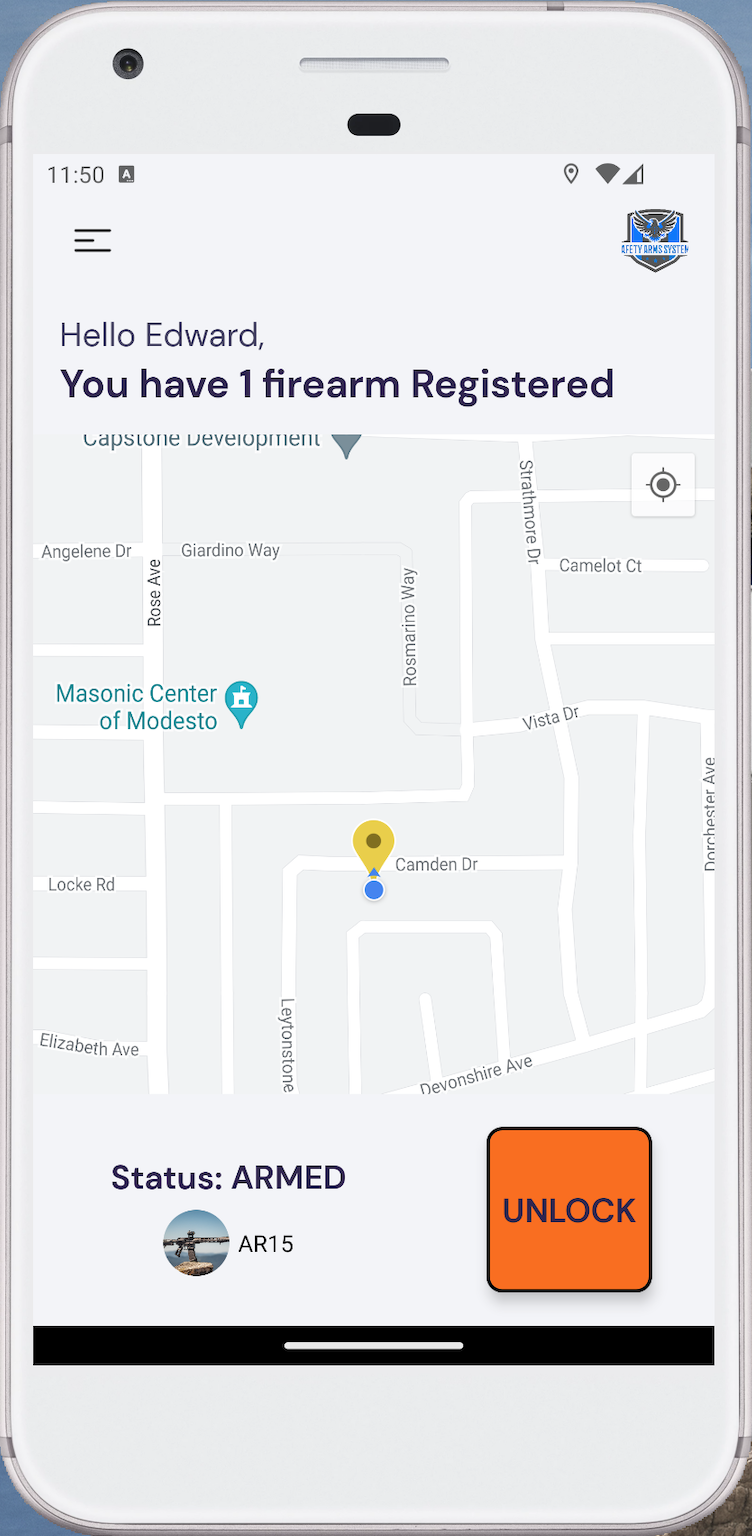 11:50 A
AFETY ARMS SYSTEM
Hello Edward,
You have 1 firearm Registered
Capstone Development
Strathmore Dr
Angelene Dr
Giardino Way
Camelot Ct
Rose Ave
Rosmarino Way
Masonic Center
of Modesto
Vista Dr
Dorchester Ave
Camden Dr
Locke Rd
Leytonstone
Elizabeth Ave
Devonshire Ave
Status: ARMED
UNLOCK
AR15